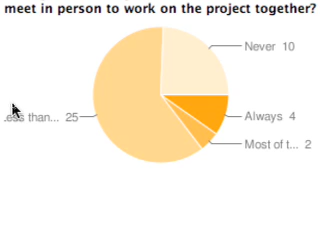 meet in person to work on the project together?
Never 10
ess than... 25
Always 4
Most of t... 2